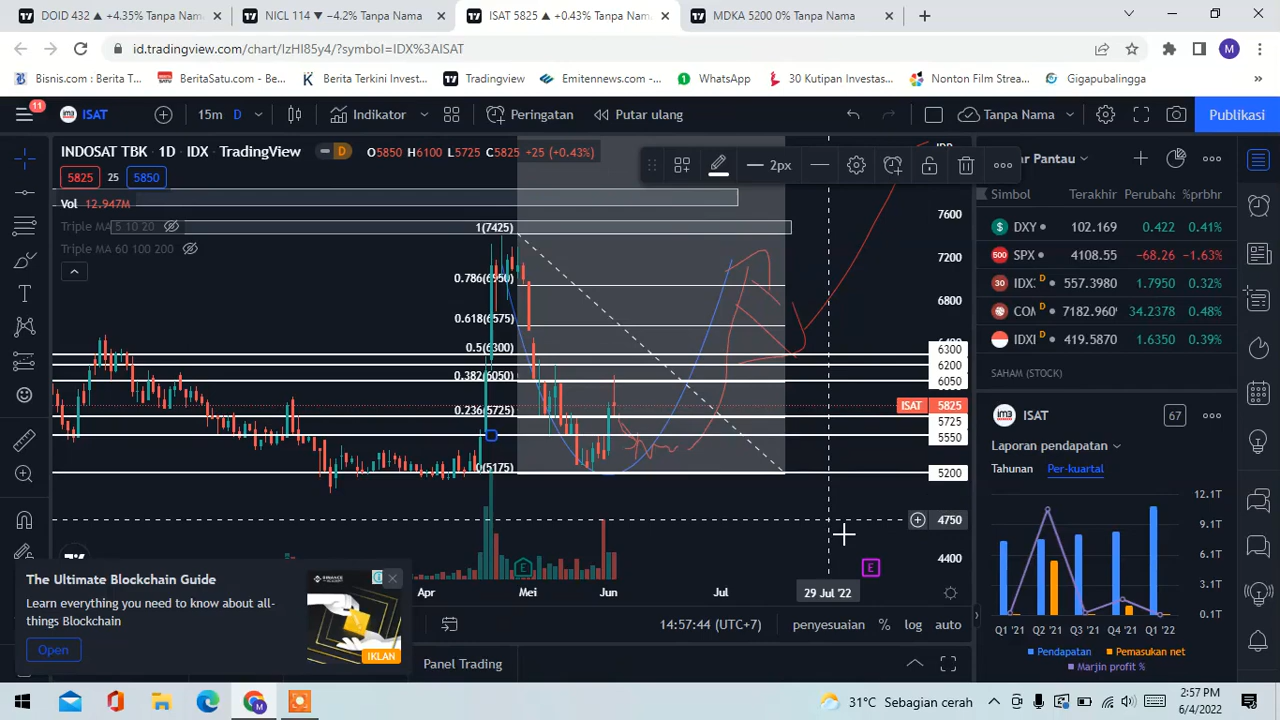 DOID 432 ▲ +4.35% Tanpa Nam
NICL 114 ▼ −4.2% Tanpa Nama
ISAT 5825 ▲ +0.43% Tanpa Nam
MDKA 5200 0% Tanpa Nama
id.tradingview.com/chart/IzHI85y4/?symbol=IDX%3AISAT
M
Bisnis.com : Berita T...
BeritaSatu.com - Be...
Berita Terkini Invest...
Tradingview
Emitennews.com -...
WhatsApp
30 Kutipan Investas...
Nonton Film Strea...
Gigapubalingga
»
11
ISAT
15m
D
Indikator
Peringatan
Putar ulang
Tanpa Nama
Publikasi
INDOSAT TBK · 1D · IDX · TradingView
D
O5850 H6100 L5725 C5825 +25 (+0.43%)
2px
ar Pantau
5825
25
5850
Simbol
Terakhir
Perubaha
%prbhr
Vol 12.947M
Triple MA 5 10 20
Triple MA 60 100 200
1(7425)
0.786(6950)
0.618(6575)
0.5(6300)
0.382(6050)
0.236(5725)
0(5175)
7600
7200
6800
6300
6200
6050
ISAT 5825
5725
5550
5200
4750
4400
DXY 102.169 0.422 0.41%
SPX 4108.55 -68.26 −1.63%
IDX: D 557.3980 1.7950 0.32%
COM D 7182.960 34.2378 0.48%
IDXI D 419.5870 1.6350 0.39%
SAHAM (STOCK)
ISAT
67
Laporan pendapatan
Tahunan
Per-kuartal
12.1T
9.1T
6.1T
3.1T
0.1T
Q1 '21
Q2 '21
Q3 '21
Q4 '21
Q1 '22
Pendapatan
Pemasukan net
Marjin profit %
E
E
Apr
Mei
Jun
Jul
29 Jul '22
The Ultimate Blockchain Guide
Learn everything you need to know about all-
things Blockchain
Open
BINANCE
IKLAN
14:57:44 (UTC+7)
penyesuaian
%
log
auto
Panel Trading
31°C Sebagian cerah
2:57 PM
6/4/2022